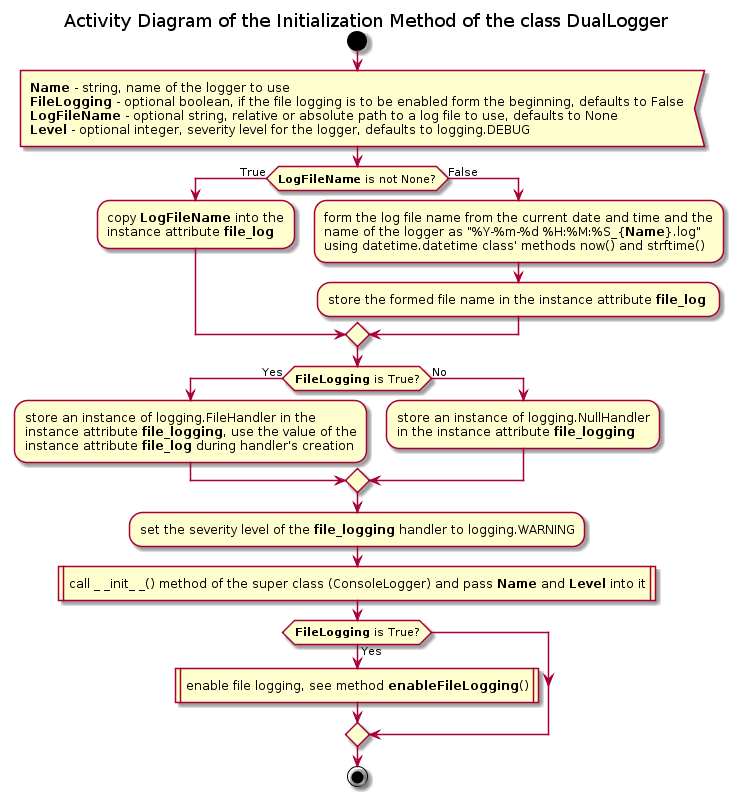 Activity Diagram of the Initialization Method of the class DualLogger
Name - string, name of the logger to use
FileLogging - optional boolean, if the file logging is to be enabled form the beginning, defaults to False
LogFileName - optional string, relative or absolute path to a log file to use, defaults to None
Level - optional integer, severity level for the logger, defaults to logging.DEBUG
LogFileName is not None?
True
False
copy LogFileName into the
instance attribute file_log
form the log file name from the current date and time and the
name of the logger as "%Y-%m-%d %H:%M:%S_{Name}.log"
using datetime.datetime class' methods now() and strftime()
store the formed file name in the instance attribute file_log
FileLogging is True?
Yes
No
store an instance of logging.FileHandler in the
instance attribute file_logging, use the value of the
instance attribute file_log during handler's creation
store an instance of logging.NullHandler
in the instance attribute file_logging
set the severity level of the file_logging handler to logging.WARNING
call _ _init_ _() method of the super class (ConsoleLogger) and pass Name and Level into it
FileLogging is True?
Yes
enable file logging, see method enableFileLogging()